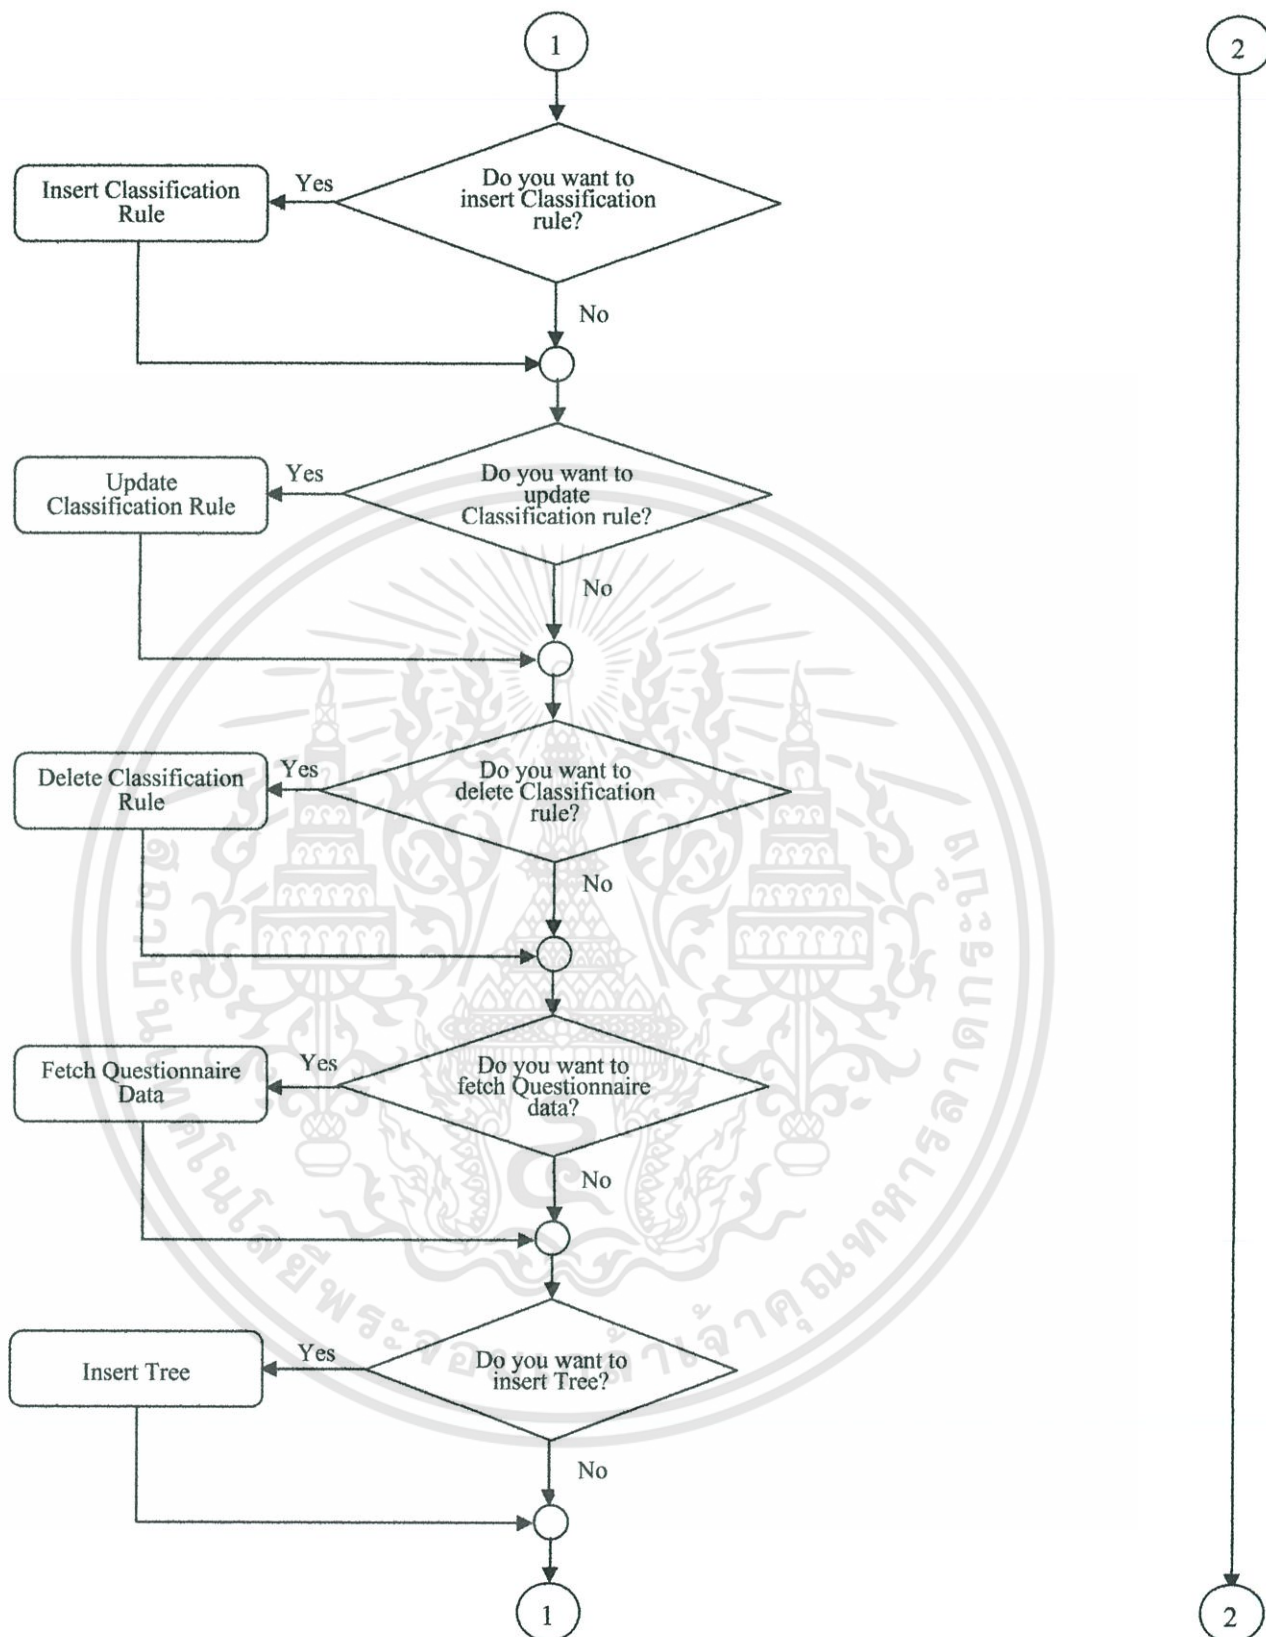 1
2
Do you want to
insert Classification
rule?
Yes
Insert Classification
Rule
No
Do you want to
update
Classification rule?
Yes
Update
Classification Rule
No
Do you want to
delete Classification
rule?
Yes
Delete Classification
Rule
No
Do you want to
fetch Questionnaire
data?
Yes
Fetch Questionnaire
Data
No
Do you want to
insert Tree?
Yes
Insert Tree
No
1
2